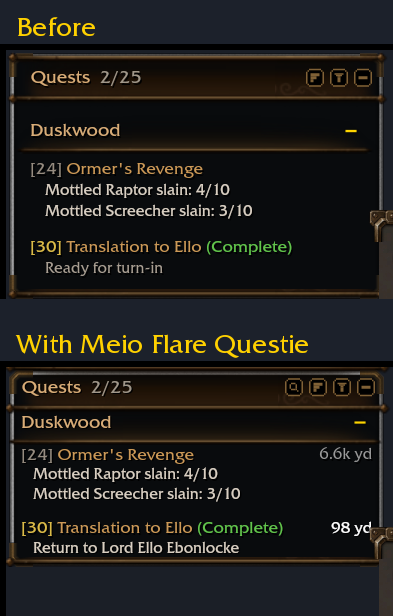 Before
Quests 2/25
Duskwood
[24] Ormer's Revenge
Mottled Raptor slain: 4/10
Mottled Screecher slain: 3/10
[30] Translation to Ello (Complete)
Ready for turn-in
With Meio Flare Questie
Quests 2/25
Duskwood
[24] Ormer's Revenge 6.6k yd
Mottled Raptor slain: 4/10
Mottled Screecher slain: 3/10
[30] Translation to Ello (Complete) 98 yd
Return to Lord Ello Ebonlocke